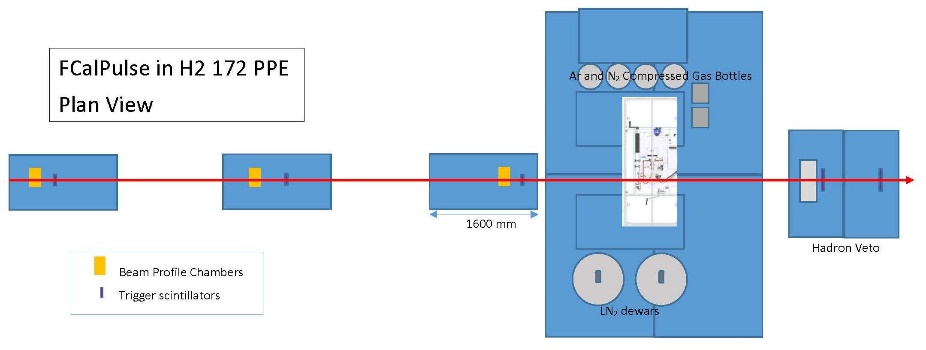 FCalPulse in H2 172 PPE
Plan View
Ar and N₂ Compressed Gas Bottles
1600 mm
Hadron Veto
Beam Profile Chambers
Trigger scintillators
LN₂ dewars